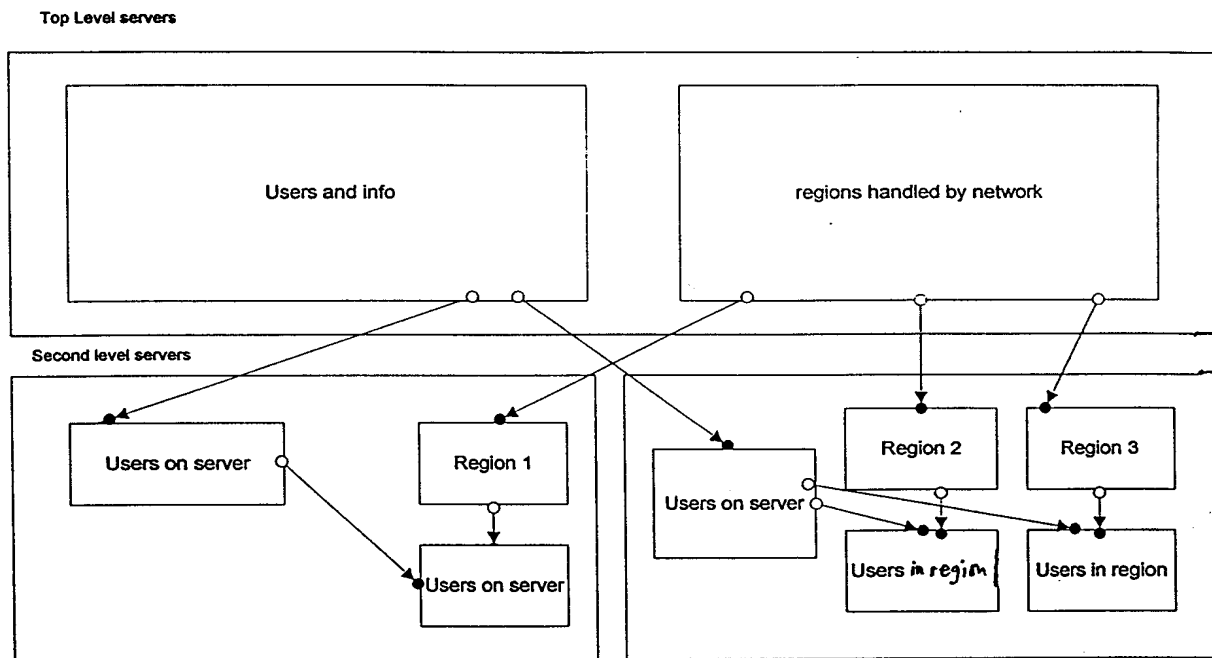 Top Level servers
Users and info
regions handled by network
Second level servers
Users on server
Region 1
Users on server
Users on server
Region 2
Region 3
Users in region
Users in region